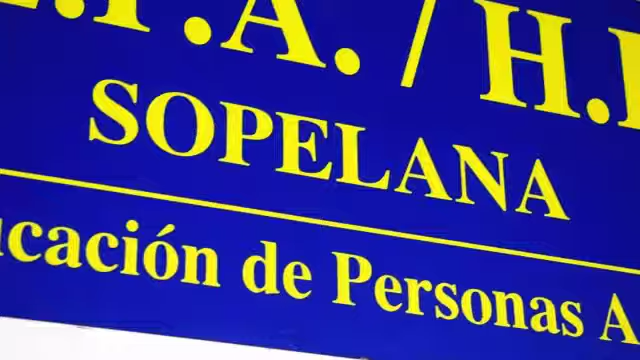 .P.A. / H.
SOPELANA
cación de Personas A